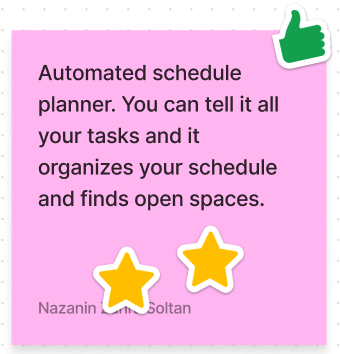 Automated schedule
planner. You can tell it all
your tasks and it
organizes your schedule
and finds open spaces.
Nazanin Soltan